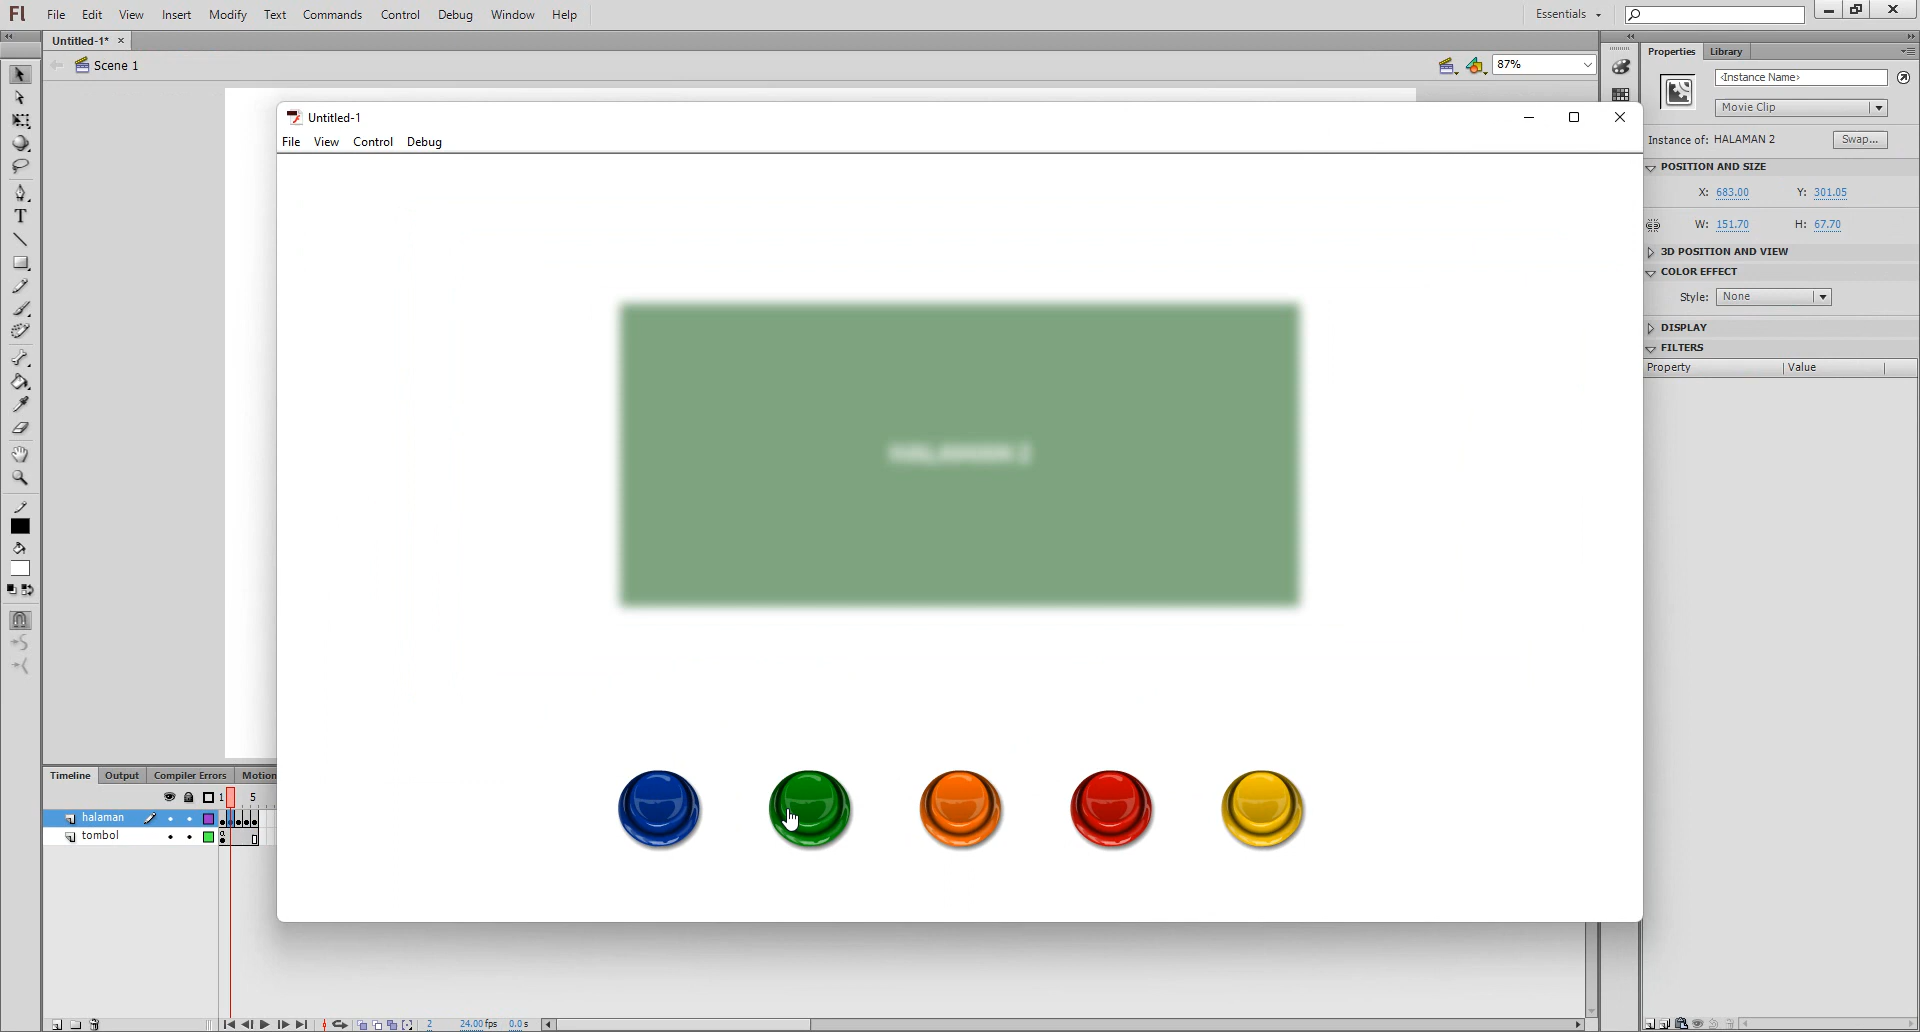 Fl File Edit View Insert Modify Text Commands Control Debug Window Help Essentials
Untitled-1* ×
Scene 1
87%
Properties Library
<Instance Name>
Movie Clip
Instance of: HALAMAN 2 Swap...
POSITION AND SIZE
X: 683.00 Y: 301.05
W: 151.70 H: 67.70
3D POSITION AND VIEW
COLOR EFFECT
Style: None
DISPLAY
FILTERS
Property Value
Untitled-1
File View Control Debug
HALAMAN 2
Timeline Output Compiler Errors Motion
1 5
halaman
tombol
2 24.00 fps 0.0 s